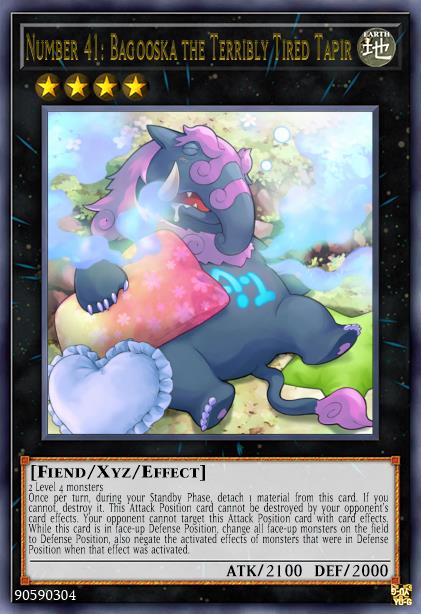 Number 41: Bagooska the Terribly Tired Tapir
EARTH
地
[Fiend/Xyz/Effect]
2 Level 4 monsters
Once per turn, during your Standby Phase, detach 1 material from this card. If you
cannot, destroy it. This Attack Position card cannot be destroyed by your opponent's
card effects. Your opponent cannot target this Attack Position card with card effects.
While this card is in face-up Defense Position, change all face-up monsters on the field
to Defense Position, also negate the activated effects of monsters that were in Defense
Position when that effect was activated.
ATK/2100 DEF/2000
90590304